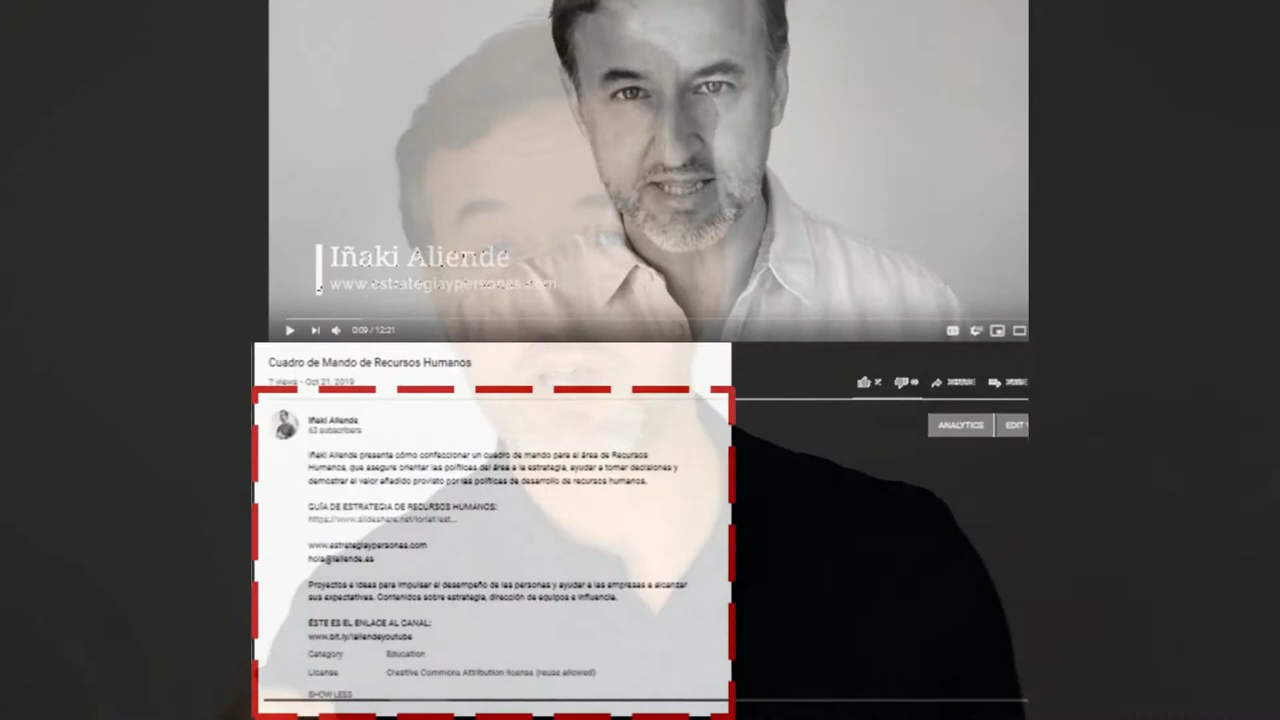 Iñaki Aliende
www.estrategiaypersonas.com
0:09 / 12:21
Cuadro de Mando de Recursos Humanos
7 views • Oct 21, 2019
ANALYTICS
EDIT
Iñaki Aliende
63 subscribers
Iñaki Aliende presenta cómo confeccionar un cuadro de mando para el área de Recursos
Humanos, que asegure orientar las políticas del área a la estrategia, ayudar a tomar decisiones y
demostrar el valor añadido provisto por las políticas de desarrollo de recursos humanos.
GUÍA DE ESTRATEGIA DE RECURSOS HUMANOS:
www.estrategiaypersonas.com
hola@ialiende.es
Proyectos e ideas para impulsar el desempeño de las personas y ayudar a las empresas a alcanzar
sus expectativas. Contenidos sobre estrategia, dirección de equipos e influencia.
ÉSTE ES EL ENLACE AL CANAL:
www.bit.ly/ialiendeyoutube
Category Education
License Creative Commons Attribution license (reuse allowed)
SHOW LESS